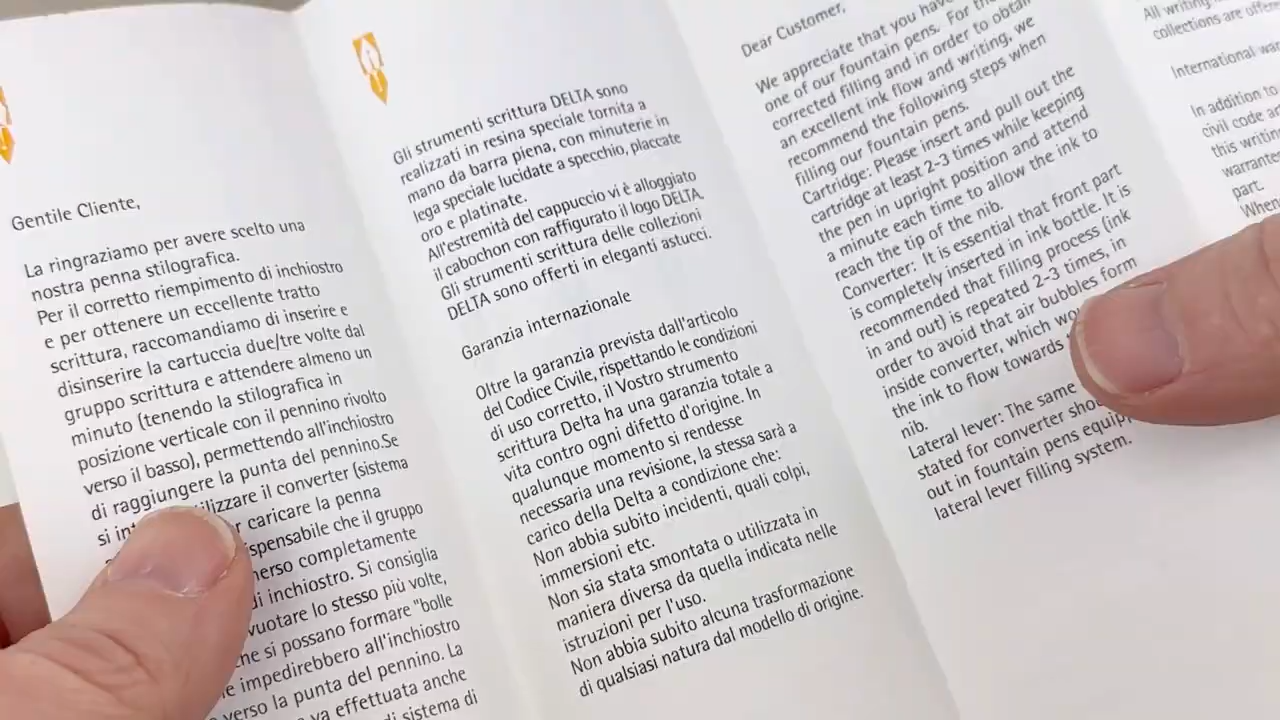 Gentile Cliente,
La ringraziamo per avere scelto una
nostra penna stilografica.
Per il corretto riempimento di inchiostro
e per ottenere un eccellente tratto
scrittura, raccomandiamo di inserire e
disinserire la cartuccia due/tre volte dal
gruppo scrittura e attendere almeno un
minuto (tenendo la stilografica in
posizione verticale con il pennino rivolto
verso il basso), permettendo all'inchiostro
di raggiungere la punta del pennino.Se
si il converter (sistema
caricare la penna
che il gruppo
completamente
di inchiostro. Si consiglia
vuotare lo stesso più volte,
che si possano formare "bolle
impedirebbero all'inchiostro
verso la punta del pennino. La
va effettuata anche
di sistema di
Gli strumenti scrittura DELTA sono
realizzati in resina speciale tornita a
mano da barra piena, con minuterie in
lega speciale lucidate a specchio, placcate
oro e platinate.
All'estremità del cappuccio vi è alloggiato
il cabochon con raffigurato il logo DELTA.
Gli strumenti scrittura delle collezioni
DELTA sono offerti in eleganti astucci.
Garanzia internazionale
Oltre la garanzia prevista dall'articolo
del Codice Civile, rispettando le condizioni
di uso corretto, il Vostro strumento
scrittura Delta ha una garanzia totale a
vita contro ogni difetto d'origine. In
qualunque momento si rendesse
necessaria una revisione, la stessa sarà a
carico della Delta a condizione che:
Non abbia subito incidenti, quali colpi,
immersioni etc.
Non sia stata smontata o utilizzata in
maniera diversa da quella indicata nelle
istruzioni per l'uso.
Non abbia subito alcuna trasformazione
di qualsiasi natura dal modello di origine.
Dear Customer,
We appreciate that you have
one of our fountain pens. For the
corrected filling and in order to obtain
an excellent ink flow and writing, we
recommend the following steps when
filling our fountain pens.
Cartridge: Please insert and pull out the
cartridge at least 2-3 times while keeping
the pen in upright position and attend
a minute each time to allow the ink to
reach the tip of the nib.
Converter: It is essential that front part
is completely inserted in ink bottle. It is
recommended that filling process (ink
in and out) is repeated 2-3 times, in
order to avoid that air bubbles form
inside converter, which
the ink to flow towards
nib.
Lateral lever: The same
stated for converter
out in fountain pens
lateral lever filling system.
All writing
collections are offere
International
In addition to
civil code
this writing
warrante
part.